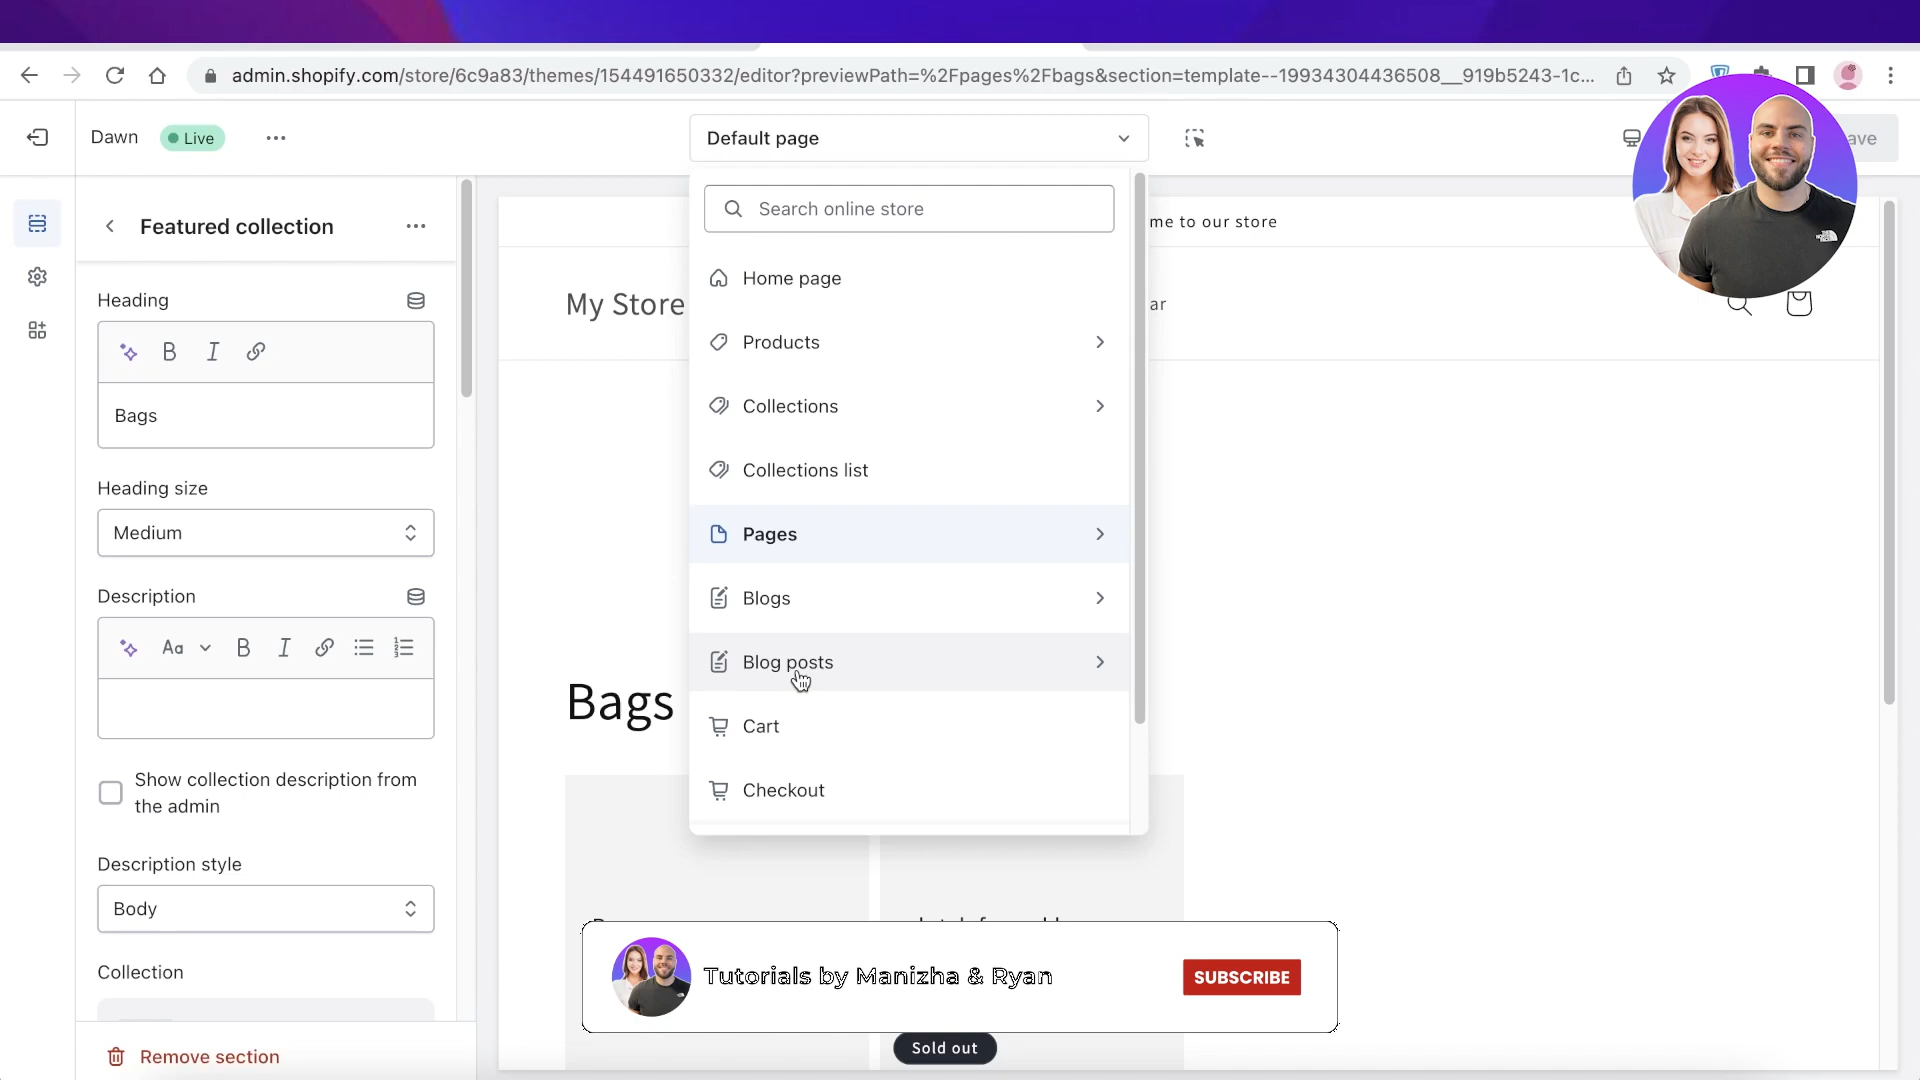 admin.shopify.com/store/6c9a83/themes/154491650332/editor?previewPath=%2Fpages%2Fbags&section=template--19934304436508__919b5243-1c...
Dawn
Live
Default page
Search online store
Home page
Products
Collections
Collections list
Pages
Blogs
Blog posts
Cart
Checkout
Featured collection
Heading
B I
Bags
Heading size
Medium
Description
Aa B I
Show collection description from
the admin
Description style
Body
Collection
Remove section
me to our store
My Store
ar
Bags
Tutorials by Manizha & Ryan
SUBSCRIBE
Sold out